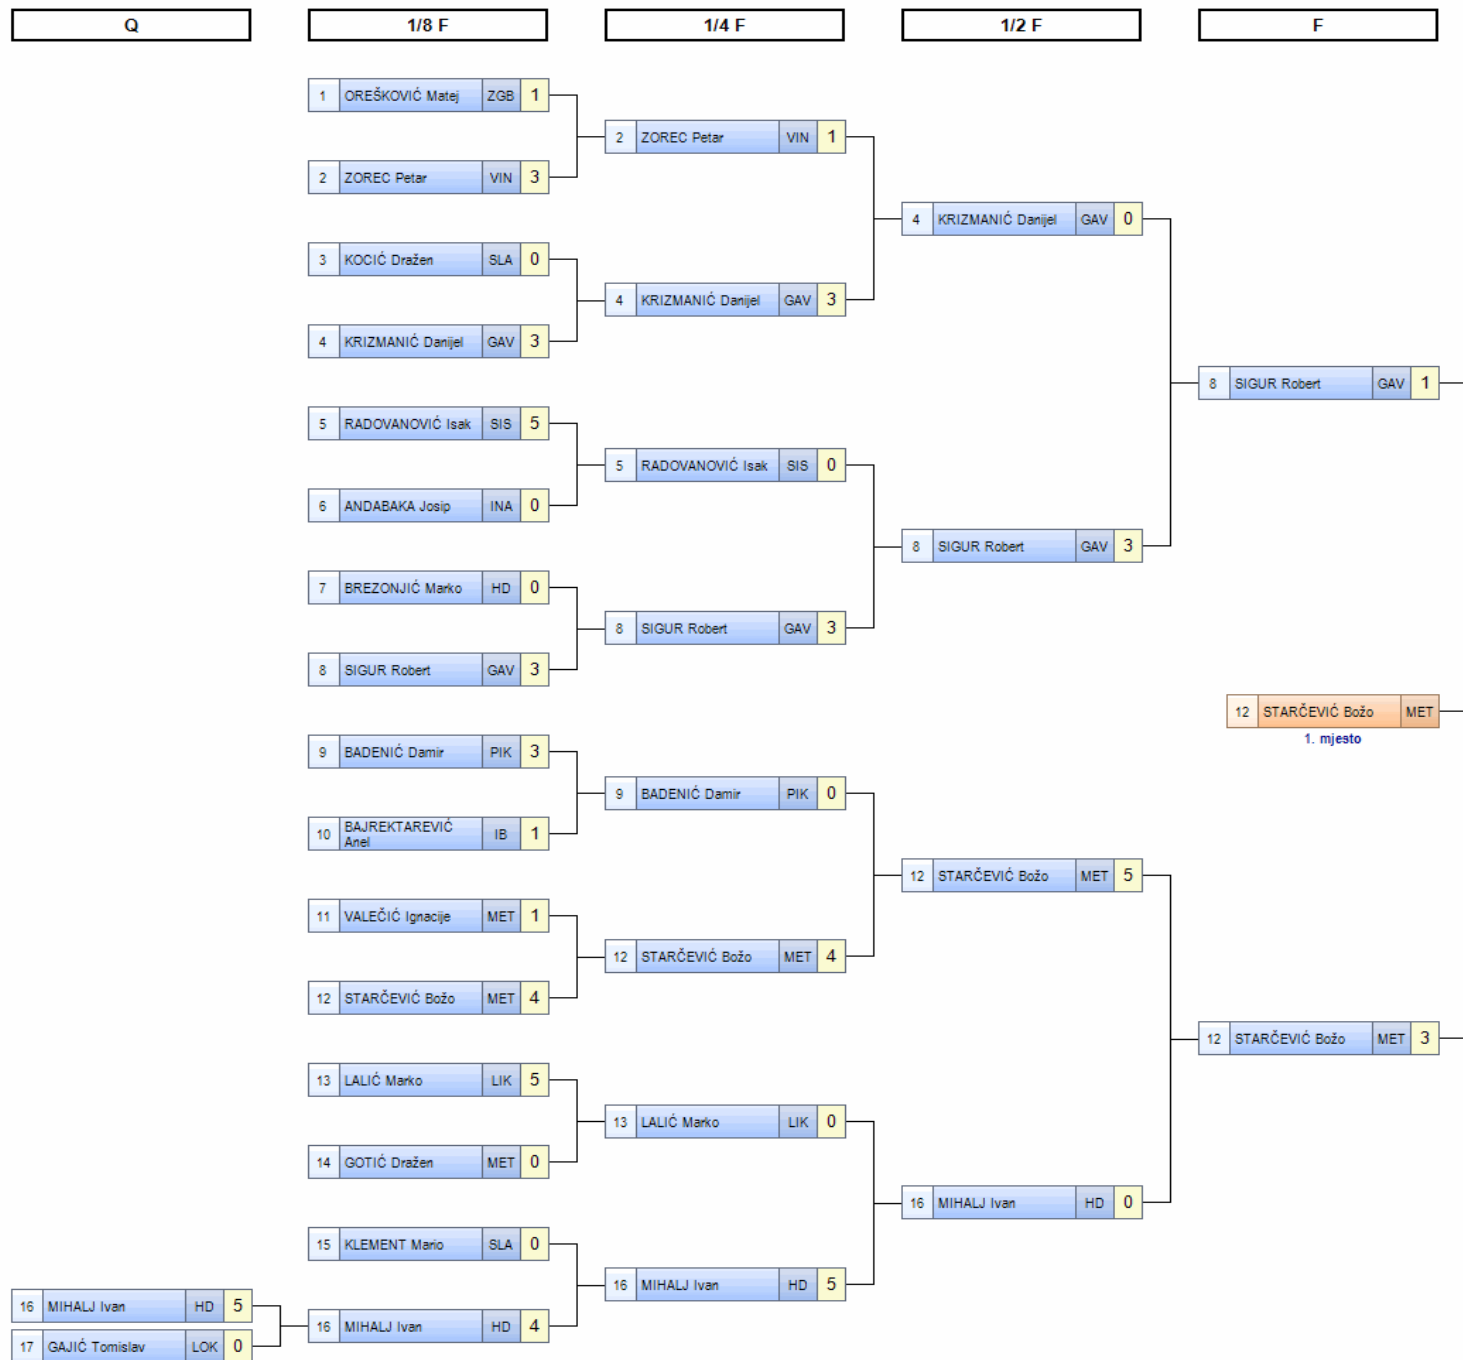 Q 1/8 F 1/4 F 1/2 F F
1 OREŠKOVIĆ Matej ZGB 1
2 ZOREC Petar VIN 1
2 ZOREC Petar VIN 3
4 KRIZMANIĆ Danijel GAV 0
3 KOCIĆ Dražen SLA 0
4 KRIZMANIĆ Danijel GAV 3
4 KRIZMANIĆ Danijel GAV 3
8 SIGUR Robert GAV 1
5 RADOVANOVIĆ Isak SIS 5
5 RADOVANOVIĆ Isak SIS 0
6 ANDABAKA Josip INA 0
8 SIGUR Robert GAV 3
7 BREZONJIĆ Marko HD 0
8 SIGUR Robert GAV 3
8 SIGUR Robert GAV 3
12 STARČEVIĆ Božo MET
1. mjesto
9 BADENIĆ Damir PIK 3
9 BADENIĆ Damir PIK 0
10 BAJREKTAREVIĆ
Anel IB 1
12 STARČEVIĆ Božo MET 5
11 VALEČIĆ Ignacije MET 1
12 STARČEVIĆ Božo MET 4
12 STARČEVIĆ Božo MET 4
12 STARČEVIĆ Božo MET 3
13 LALIĆ Marko LIK 5
13 LALIĆ Marko LIK 0
14 GOTIĆ Dražen MET 0
16 MIHALJ Ivan HD 0
15 KLEMENT Mario SLA 0
16 MIHALJ Ivan HD 5
16 MIHALJ Ivan HD 5
16 MIHALJ Ivan HD 4
17 GAJIĆ Tomislav LOK 0